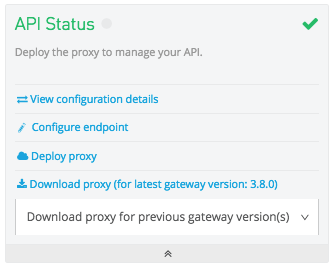 API Status
Deploy the proxy to manage your API.
View configuration details
Configure endpoint
Deploy proxy
Download proxy (for latest gateway version: 3.8.0)
Download proxy for previous gateway version(s)